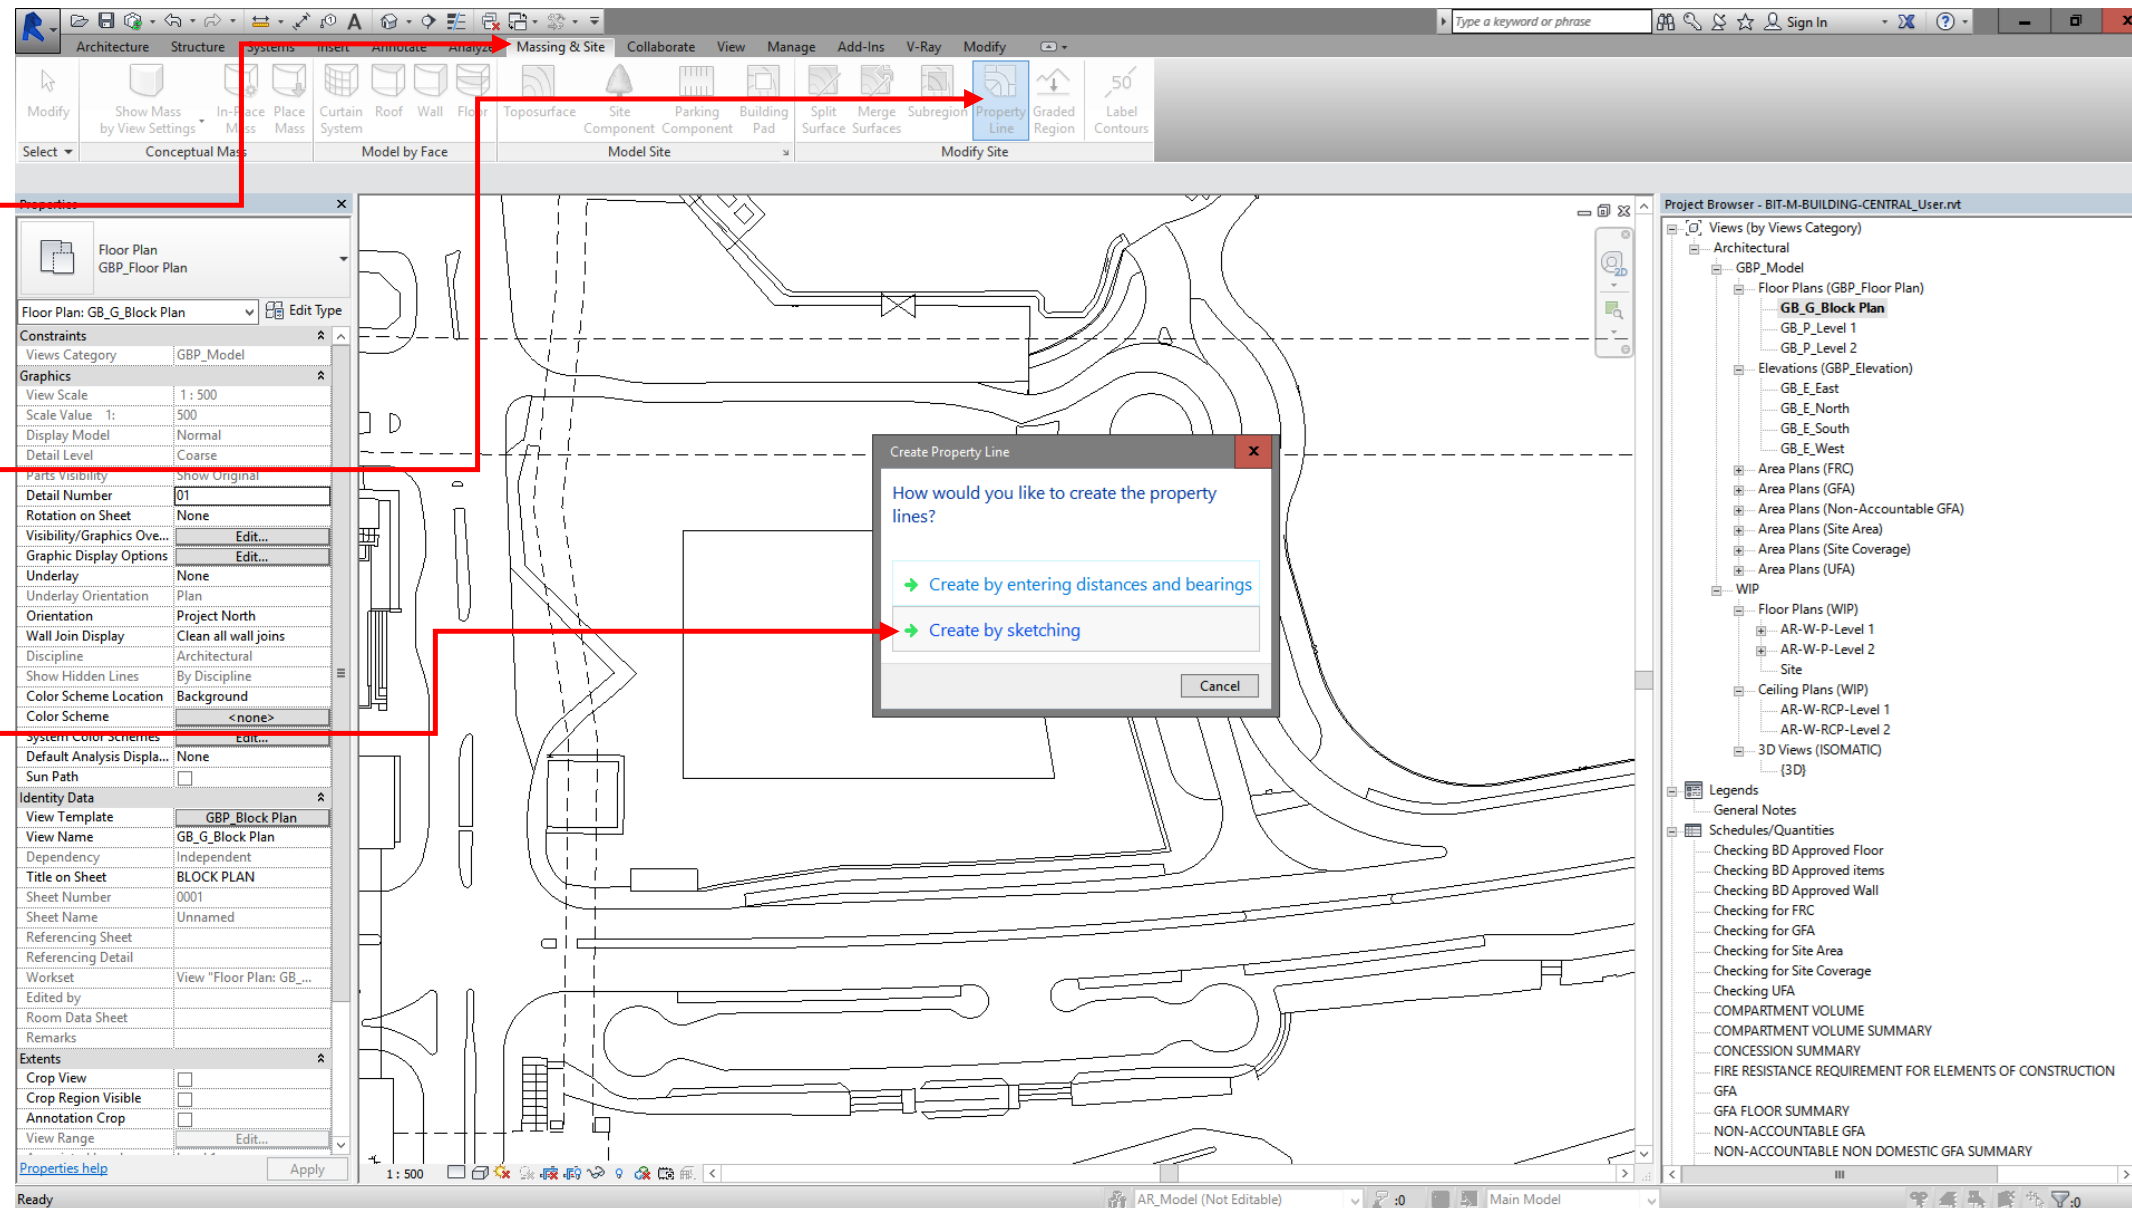 Type a keyword or phrase
Sign In
Architecture Structure Systems Insert Annotate Analyze Massing & Site Collaborate View Manage Add-Ins V-Ray Modify
Modify
Show Mass by View Settings
In-Place Mass
Place Mass
Curtain System
Roof
Wall
Floor
Toposurface
Site Component
Parking Component
Building Pad
Split Surface
Merge Surfaces
Subregion
Property Line
Graded Region
50
Label Contours
Select
Conceptual Mass
Model by Face
Model Site
Modify Site
Properties
Floor Plan
GBP_Floor Plan
Floor Plan: GB_G_Block Plan
Edit Type
Constraints
Views Category GBP_Model
Graphics
View Scale 1 : 500
Scale Value 1: 500
Display Model Normal
Detail Level Coarse
Parts Visibility Show Original
Detail Number 01
Rotation on Sheet None
Visibility/Graphics Ove... Edit...
Graphic Display Options Edit...
Underlay None
Underlay Orientation Plan
Orientation Project North
Wall Join Display Clean all wall joins
Discipline Architectural
Show Hidden Lines By Discipline
Color Scheme Location Background
Color Scheme <none>
System Color Schemes Edit...
Default Analysis Displa... None
Sun Path
Identity Data
View Template GBP_Block Plan
View Name GB_G_Block Plan
Dependency Independent
Title on Sheet BLOCK PLAN
Sheet Number 0001
Sheet Name Unnamed
Referencing Sheet
Referencing Detail
Workset View "Floor Plan: GB_...
Edited by
Room Data Sheet
Remarks
Extents
Crop View
Crop Region Visible
Annotation Crop
View Range Edit...
Properties help
Apply
2D
Create Property Line
How would you like to create the property
lines?
Create by entering distances and bearings
Create by sketching
Cancel
1 : 500
Project Browser - BIT-M-BUILDING-CENTRAL_User.rvt
Views (by Views Category)
Architectural
GBP_Model
Floor Plans (GBP_Floor Plan)
GB_G_Block Plan
GB_P_Level 1
GB_P_Level 2
Elevations (GBP_Elevation)
GB_E_East
GB_E_North
GB_E_South
GB_E_West
Area Plans (FRC)
Area Plans (GFA)
Area Plans (Non-Accountable GFA)
Area Plans (Site Area)
Area Plans (Site Coverage)
Area Plans (UFA)
WIP
Floor Plans (WIP)
AR-W-P-Level 1
AR-W-P-Level 2
Site
Ceiling Plans (WIP)
AR-W-RCP-Level 1
AR-W-RCP-Level 2
3D Views (ISOMATIC)
{3D}
Legends
General Notes
Schedules/Quantities
Checking BD Approved Floor
Checking BD Approved items
Checking BD Approved Wall
Checking for FRC
Checking for GFA
Checking for Site Area
Checking for Site Coverage
Checking UFA
COMPARTMENT VOLUME
COMPARTMENT VOLUME SUMMARY
CONCESSION SUMMARY
FIRE RESISTANCE REQUIREMENT FOR ELEMENTS OF CONSTRUCTION
GFA
GFA FLOOR SUMMARY
NON-ACCOUNTABLE GFA
NON-ACCOUNTABLE NON DOMESTIC GFA SUMMARY
Ready
AR_Model (Not Editable)
:0
Main Model
:0